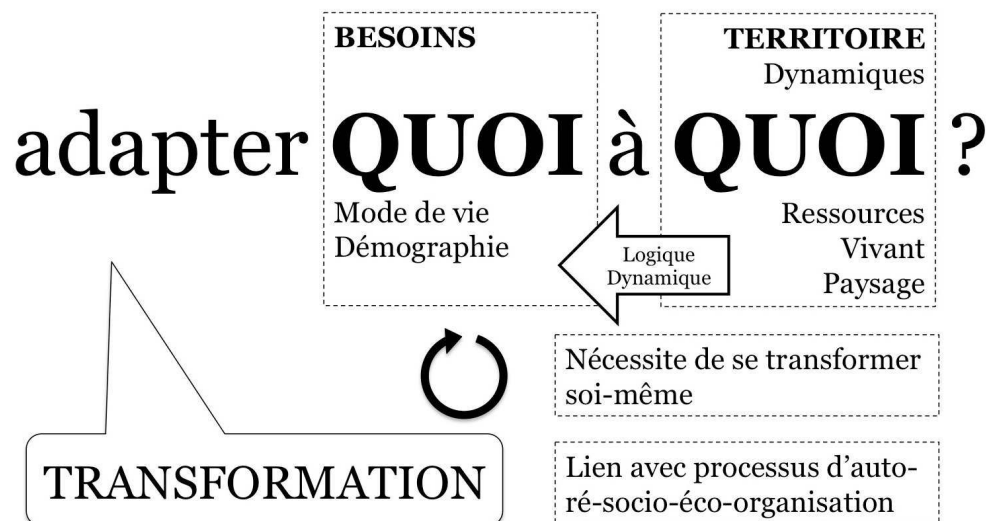 BESOINS
TERRITOIRE
Dynamiques
adapter QUOI à QUOI ?
Mode de vie
Démographie
Ressources
Vivant
Paysage
Logique
Dynamique
Nécessite de se transformer
soi-même
TRANSFORMATION
Lien avec processus d’auto-
ré-socio-éco-organisation